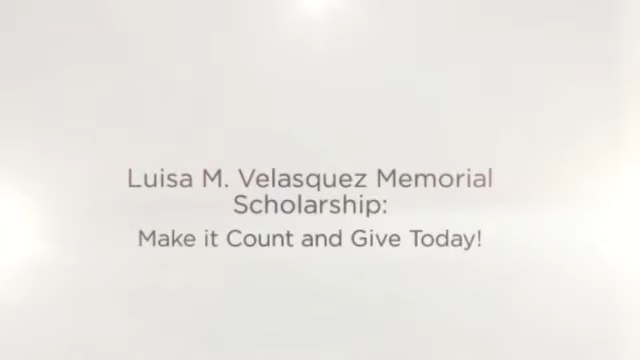 Luisa M. Velasquez Memorial
Scholarship:
Make it Count and Give Today!